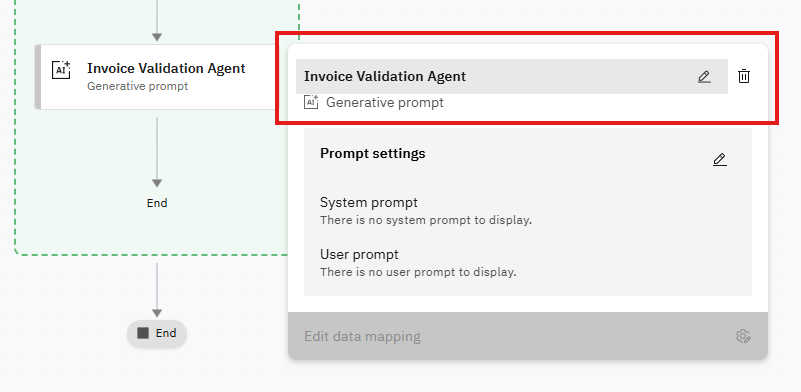 Invoice Validation Agent
Generative prompt
End
End
Invoice Validation Agent
Generative prompt
Prompt settings
System prompt
There is no system prompt to display.
User prompt
There is no user prompt to display.
Edit data mapping